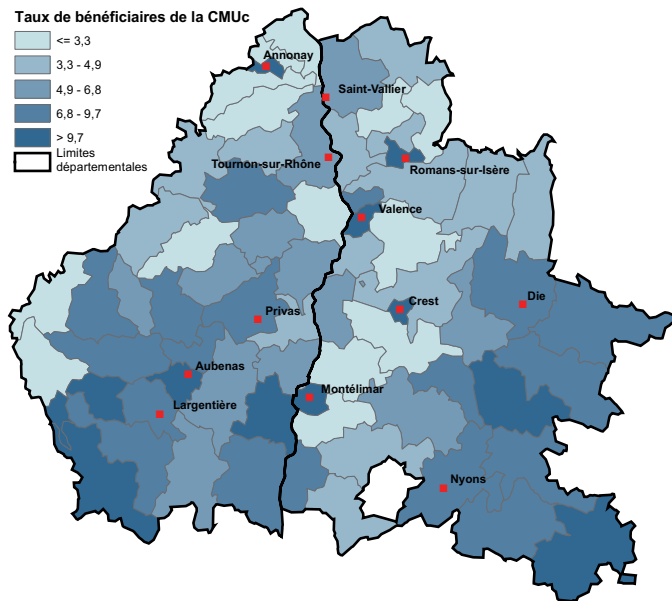 Taux de bénéficiaires de la CMUc
<= 3,3
3,3 - 4,9
4,9 - 6,8
6,8 - 9,7
> 9,7
Limites
départementales
Annonay
Saint-Vallier
Tournon-sur-Rhône
Romans-sur-Isère
Valence
Privas
Crest
Die
Aubenas
Montélimar
Largentière
Nyons